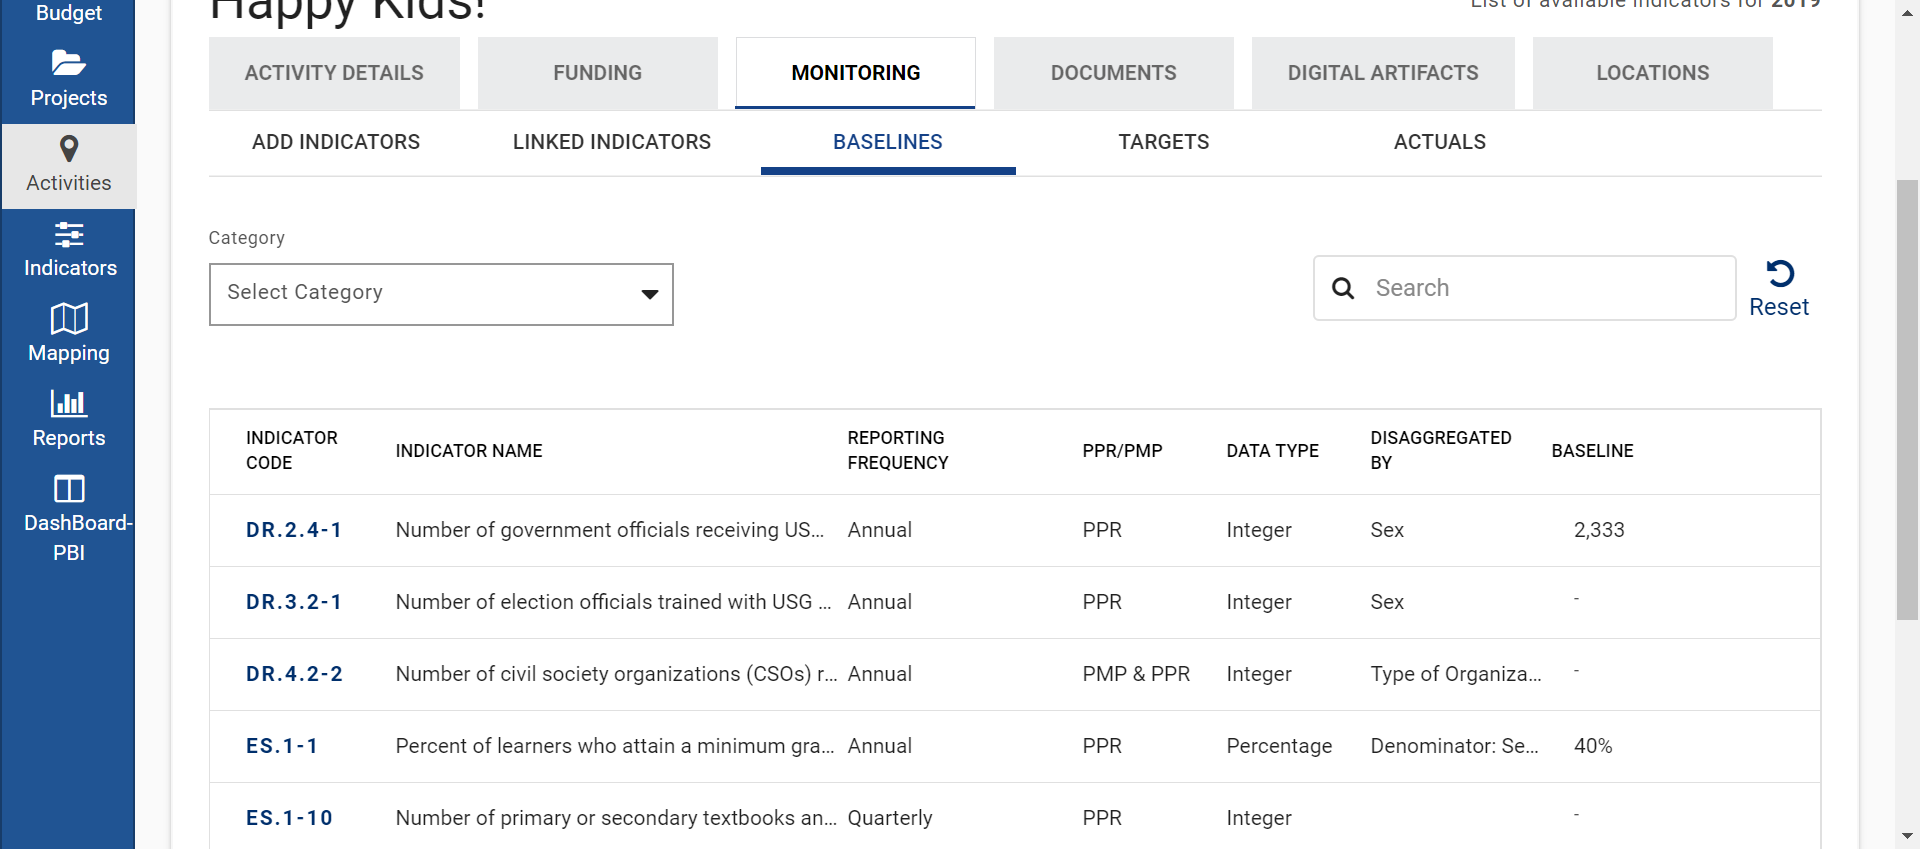 Budget
Projects
Activities
Indicators
Mapping
Reports
DashBoard-
PBI
Happy Kids!
List of available indicators for 2019
ACTIVITY DETAILS FUNDING MONITORING DOCUMENTS DIGITAL ARTIFACTS LOCATIONS
ADD INDICATORS LINKED INDICATORS BASELINES TARGETS ACTUALS
Category
Select Category
Search
Reset
INDICATOR CODE INDICATOR NAME REPORTING FREQUENCY PPR/PMP DATA TYPE DISAGGREGATED BY BASELINE
DR.2.4-1 Number of government officials receiving US... Annual PPR Integer Sex 2,333
DR.3.2-1 Number of election officials trained with USG ... Annual PPR Integer Sex -
DR.4.2-2 Number of civil society organizations (CSOs) r... Annual PMP & PPR Integer Type of Organiza... -
ES.1-1 Percent of learners who attain a minimum gra... Annual PPR Percentage Denominator: Se... 40%
ES.1-10 Number of primary or secondary textbooks an... Quarterly PPR Integer -